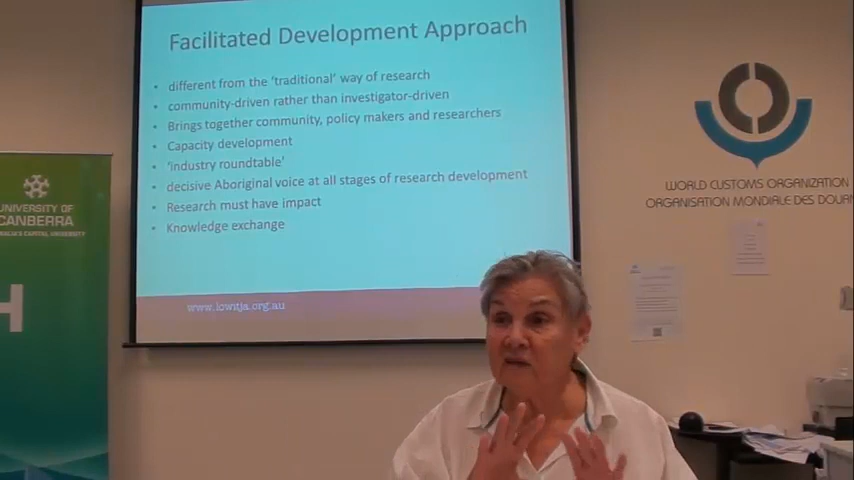 Facilitated Development Approach
• different from the 'traditional' way of research
• community-driven rather than investigator-driven
• Brings together community, policy makers and researchers
• Capacity development
• 'industry roundtable'
• decisive Aboriginal voice at all stages of research development
• Research must have impact
• Knowledge exchange
www.lowitja.org.au
UNIVERSITY OF
CANBERRA
CAPITAL UNIVERSITY
H
WORLD CUSTOMS ORGANIZATION
ORGANISATION MONDIALE DES DOUAN